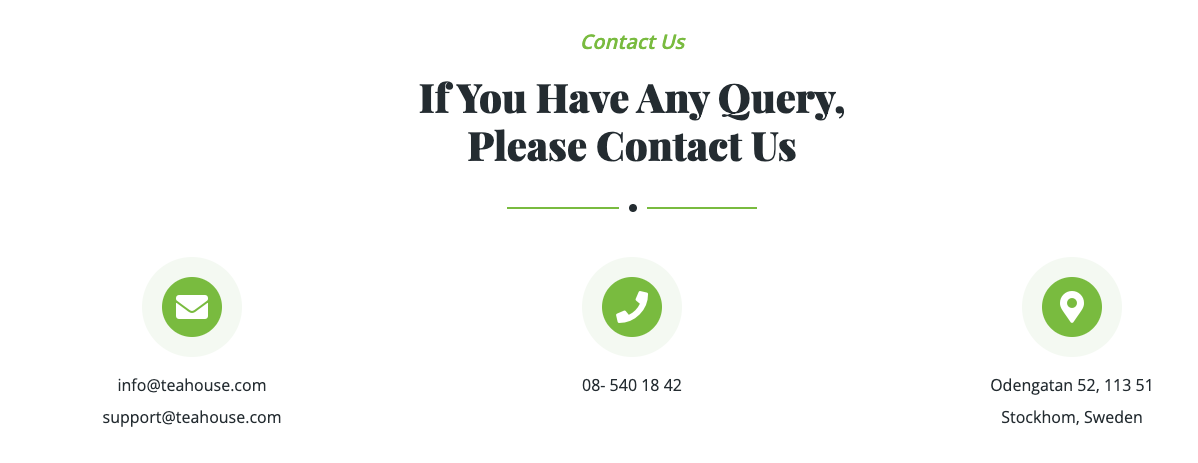 Contact Us
If You Have Any Query,
Please Contact Us
info@teahouse.com
support@teahouse.com
08- 540 18 42
Odengatan 52, 113 51
Stockhom, Sweden